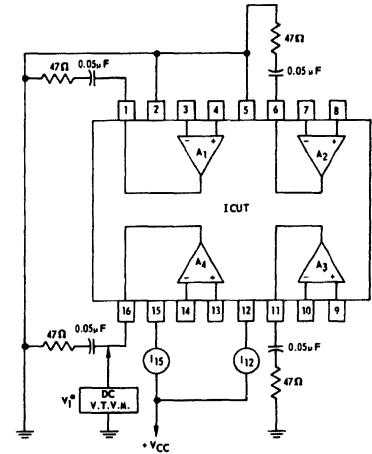 47Ω
47Ω 0.05μF
0.05μF
1 2 3 4 5 6 7 8
- + - +
A1 A2
ICUT
A4 A3
- + - +
16 15 14 13 12 11 10 9
47Ω 0.05μF
0.05μF
I15 I12
V1* DC
V.T.V.M.
47Ω
+ VCC